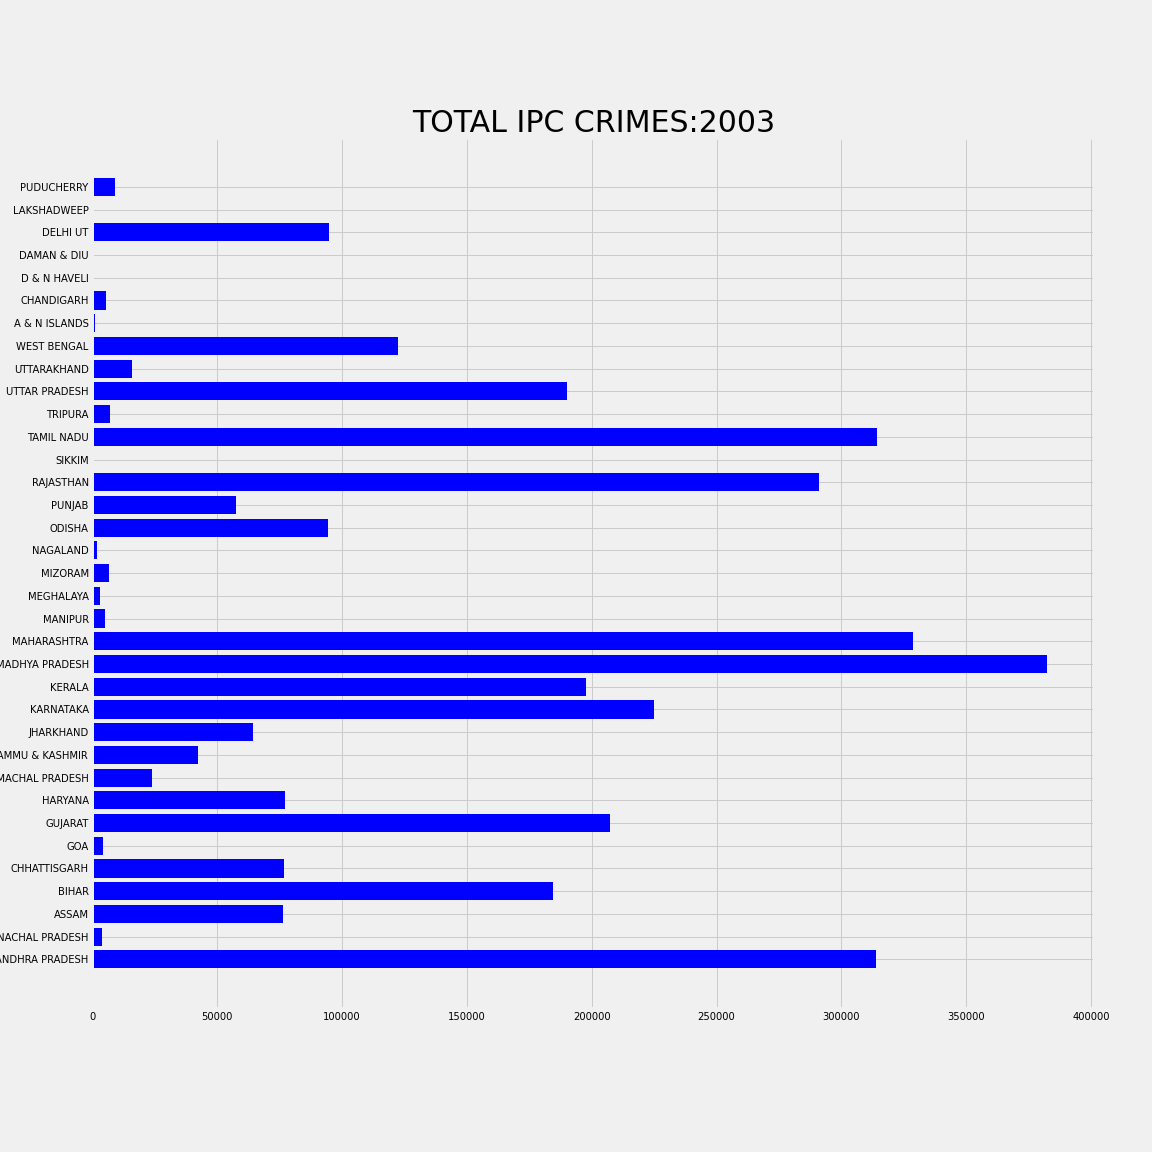 TOTAL IPC CRIMES:2003
PUDUCHERRY
LAKSHADWEEP
DELHI UT
DAMAN & DIU
D & N HAVELI
CHANDIGARH
A & N ISLANDS
WEST BENGAL
UTTARAKHAND
UTTAR PRADESH
TRIPURA
TAMIL NADU
SIKKIM
RAJASTHAN
PUNJAB
ODISHA
NAGALAND
MIZORAM
MEGHALAYA
MANIPUR
MAHARASHTRA
MADHYA PRADESH
KERALA
KARNATAKA
JHARKHAND
AMMU & KASHMIR
MACHAL PRADESH
HARYANA
GUJARAT
GOA
CHHATTISGARH
BIHAR
ASSAM
NACHAL PRADESH
ANDHRA PRADESH
0 50000 100000 150000 200000 250000 300000 350000 400000